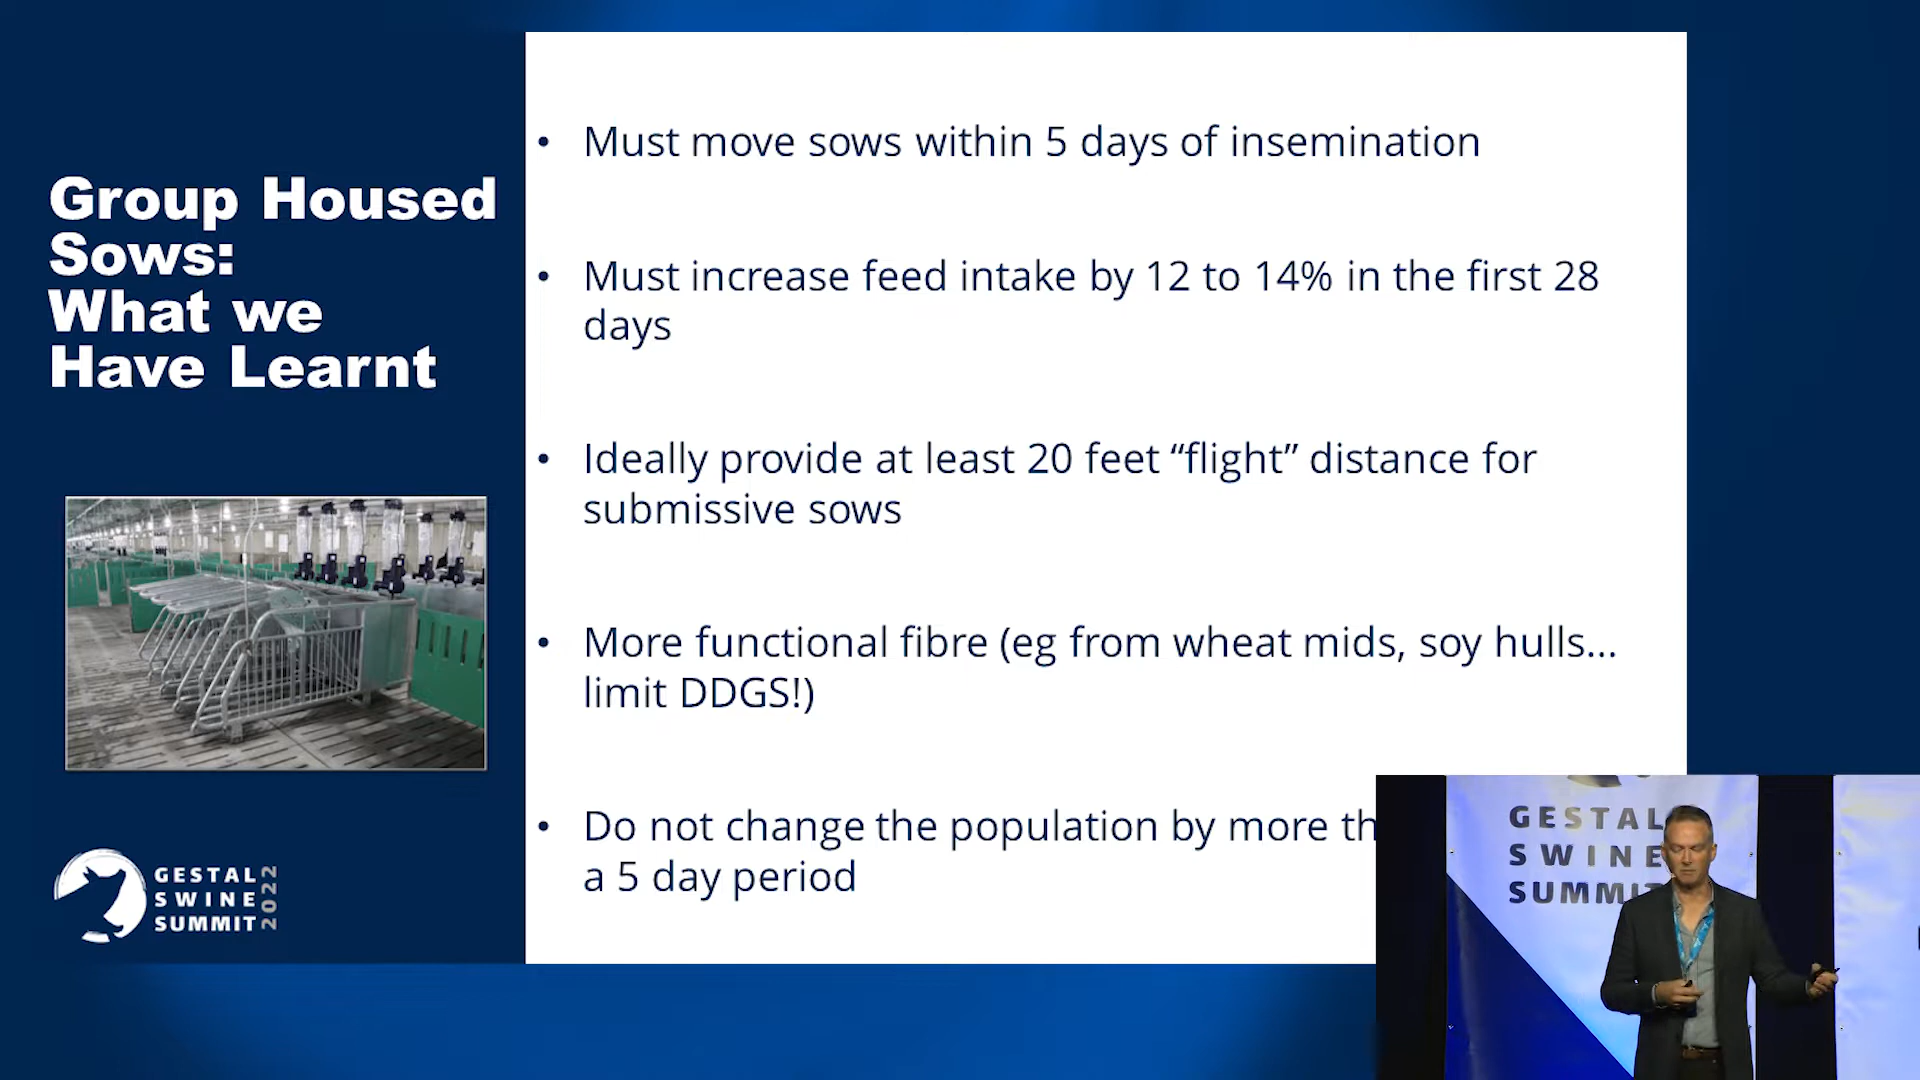 Group Housed
Sows:
What we
Have Learnt
• Must move sows within 5 days of insemination
• Must increase feed intake by 12 to 14% in the first 28
days
• Ideally provide at least 20 feet “flight” distance for
submissive sows
• More functional fibre (eg from wheat mids, soy hulls...
limit DDGS!)
• Do not change the population by more th
a 5 day period
GESTAL
SWINE
SUMMIT
2022
GESTAL
SWINE
SUMMIT